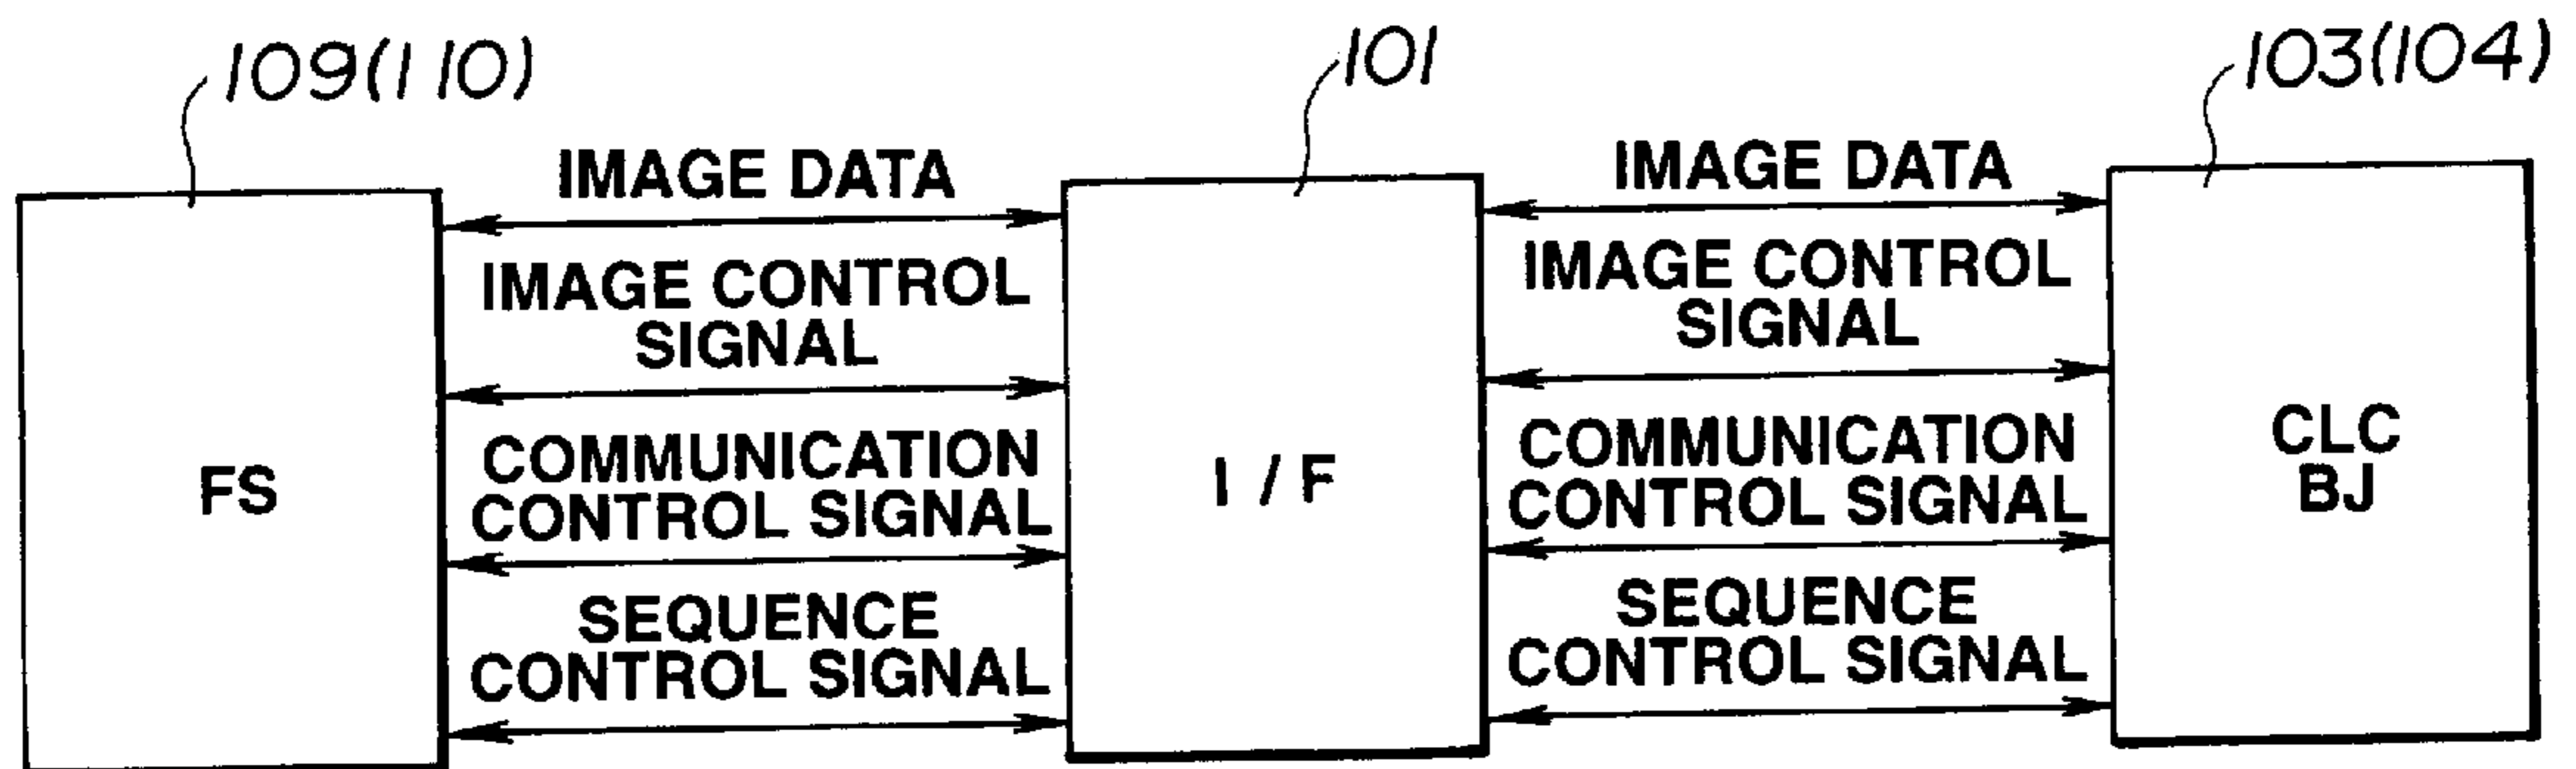 109(110)
101
103(104)
IMAGE DATA
IMAGE CONTROL
SIGNAL
COMMUNICATION
CONTROL SIGNAL
SEQUENCE
CONTROL SIGNAL
IMAGE DATA
IMAGE CONTROL
SIGNAL
COMMUNICATION
CONTROL SIGNAL
SEQUENCE
CONTROL SIGNAL
FS
I / F
CLC
BJ